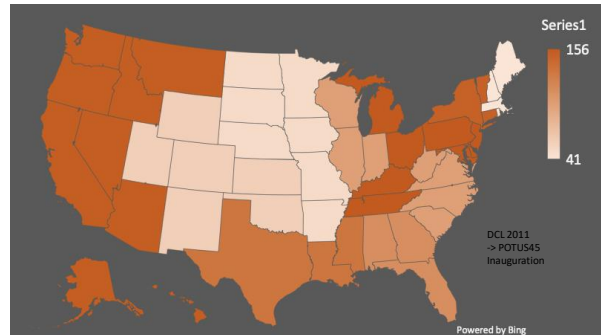 Series1
156
41
DCL 2011
-> POTUS45
Inauguration
Powered by Bing